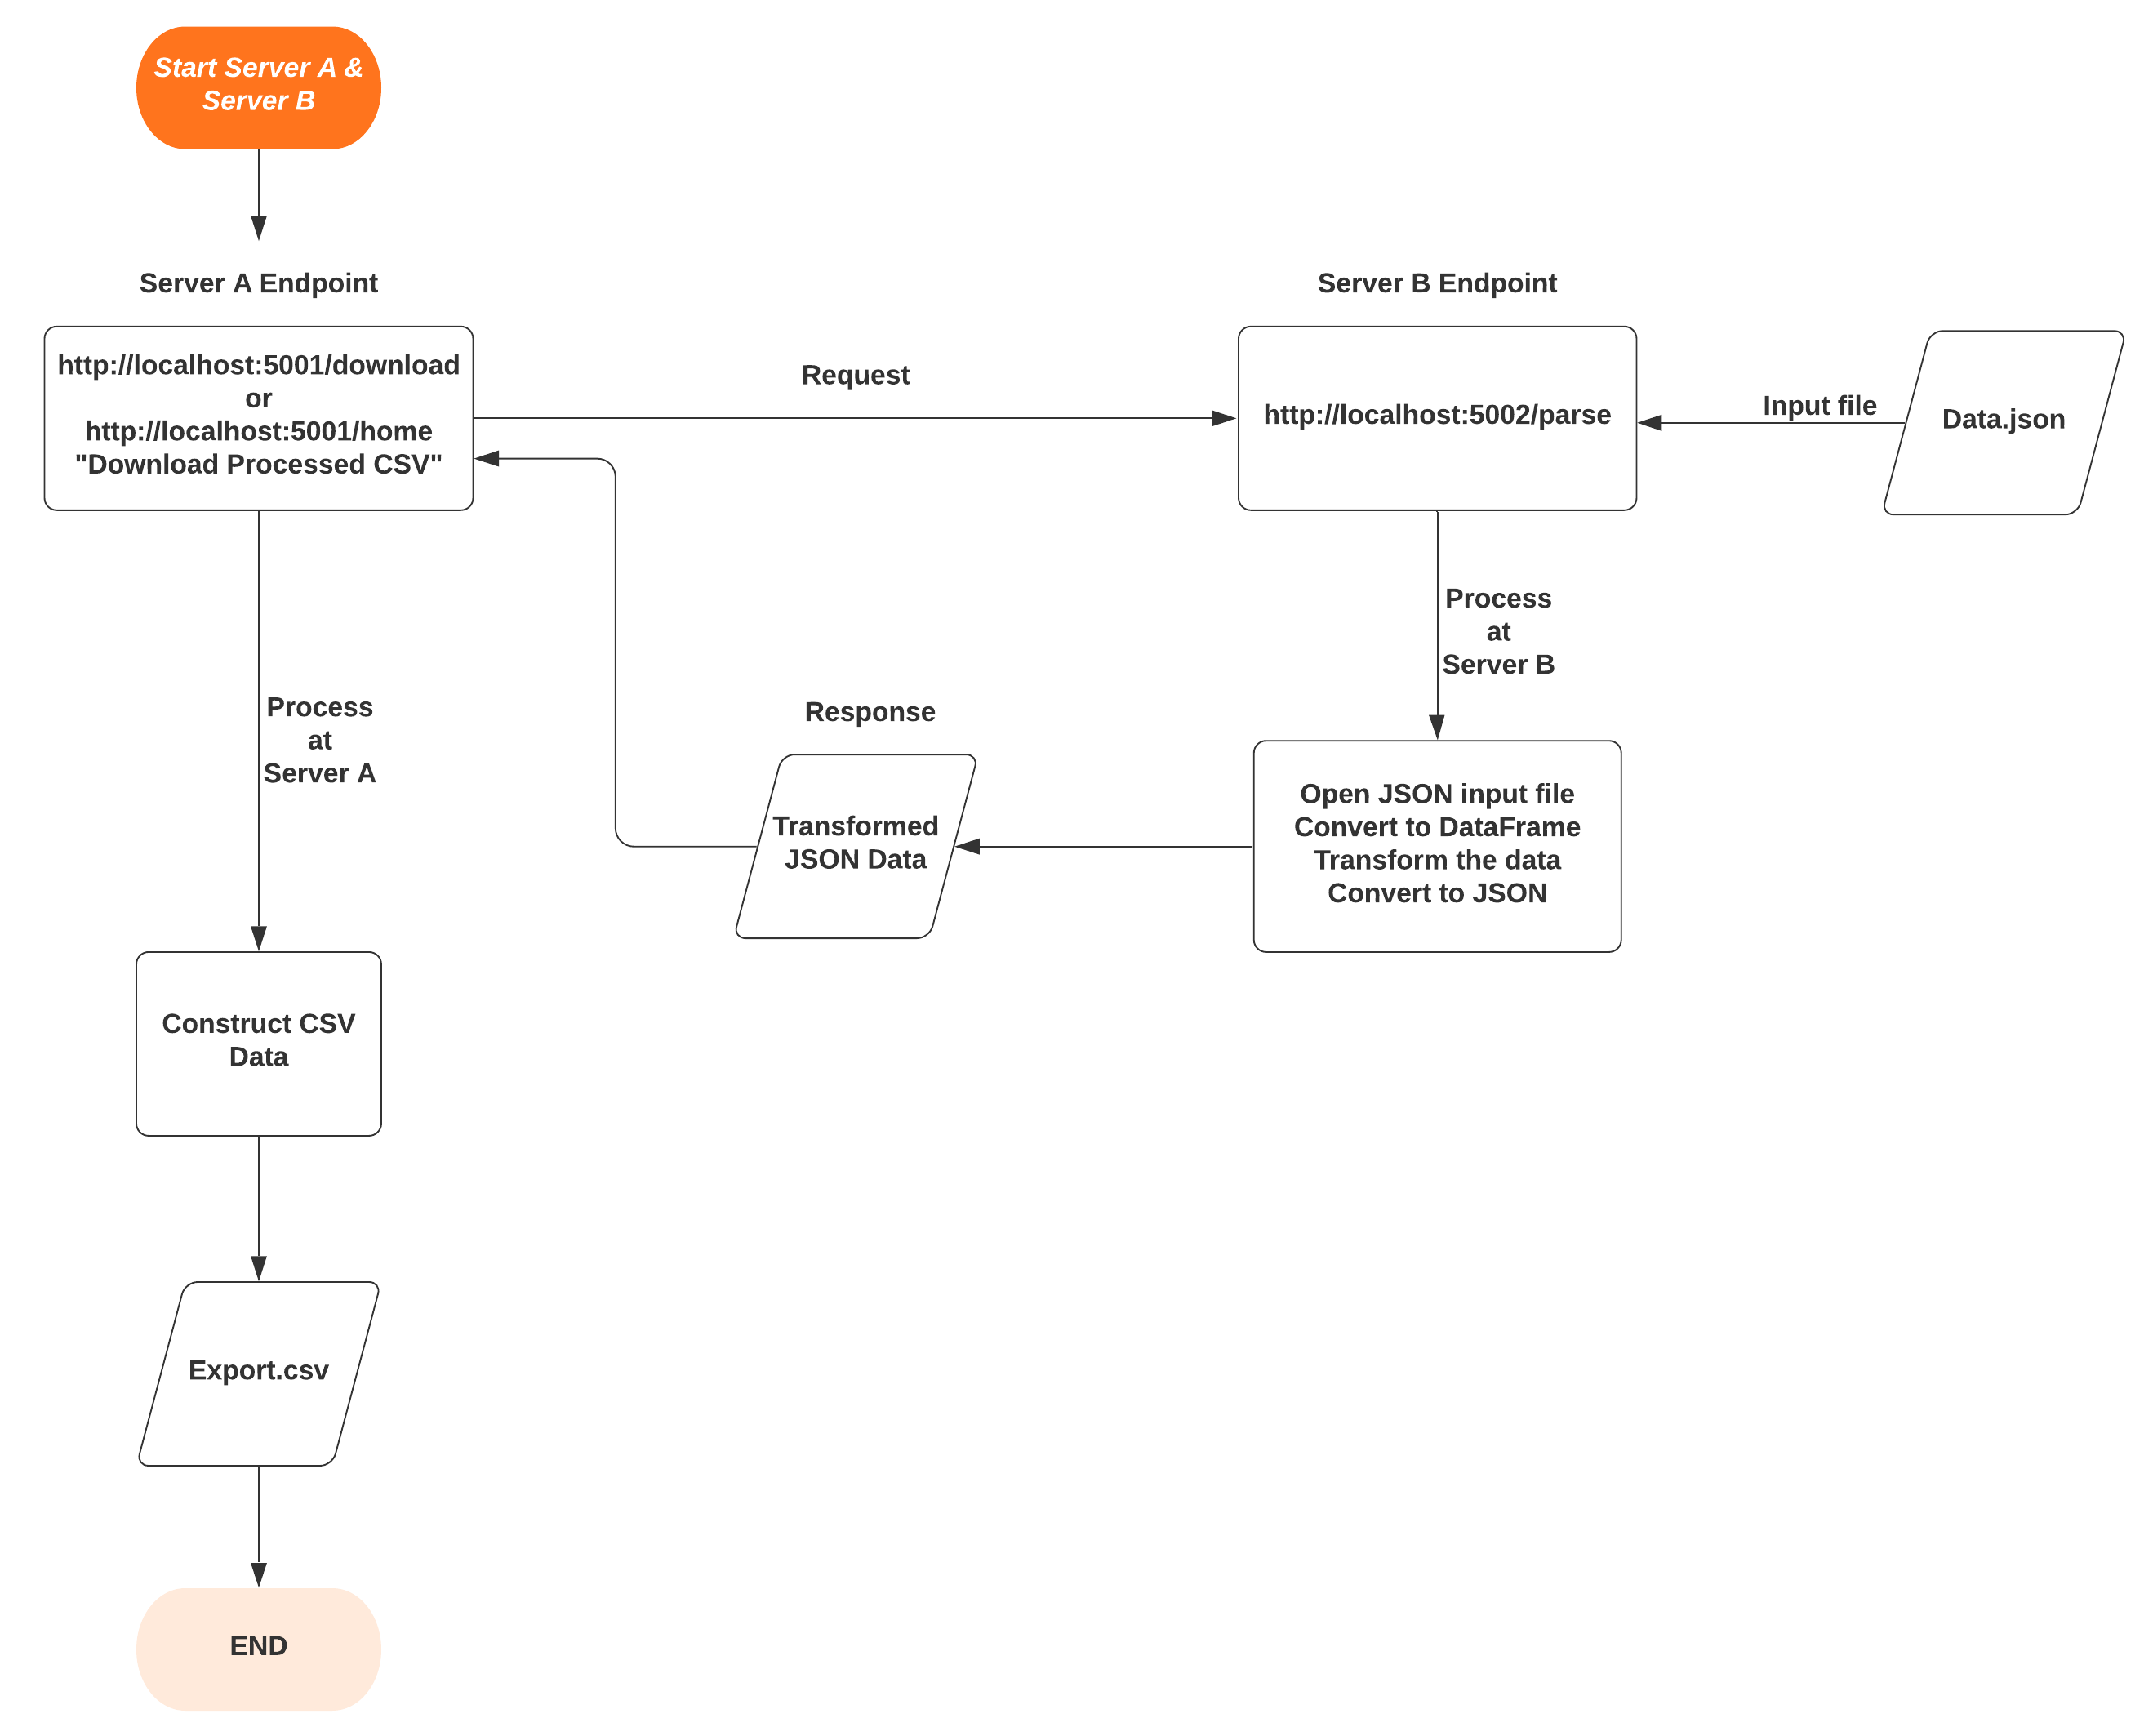 Start Server A &
Server B
Server A Endpoint
Server B Endpoint
http://localhost:5001/download
or
http://localhost:5001/home
"Download Processed CSV"
Request
http://localhost:5002/parse
Input file
Data.json
Process
at
Server B
Process
at
Server A
Response
Transformed
JSON Data
Open JSON input file
Convert to DataFrame
Transform the data
Convert to JSON
Construct CSV
Data
Export.csv
END